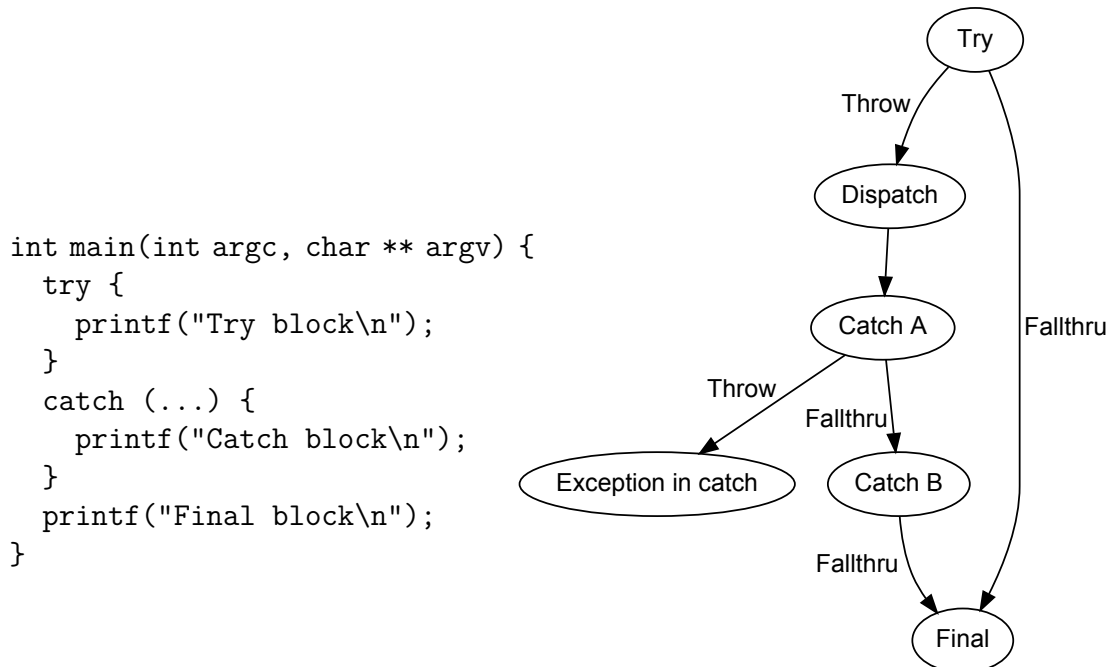 int main(int argc, char ** argv) {
  try {
    printf("Try block\n");
  }
  catch (...) {
    printf("Catch block\n");
  }
  printf("Final block\n");
}
Try
Throw
Dispatch
Catch A
Fallthru
Throw
Fallthru
Exception in catch
Catch B
Fallthru
Final